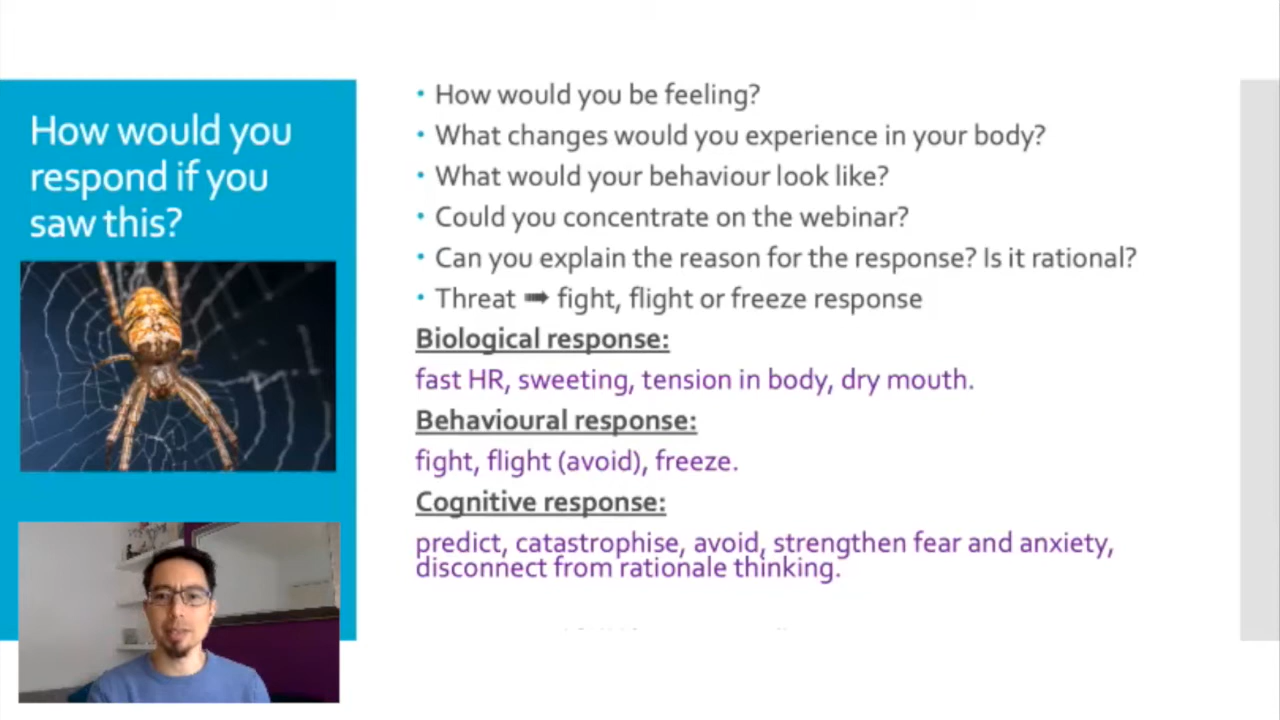 How would you
respond if you
saw this?
• How would you be feeling?
• What changes would you experience in your body?
• What would your behaviour look like?
• Could you concentrate on the webinar?
• Can you explain the reason for the response? Is it rational?
• Threat ➡ fight, flight or freeze response
Biological response:
fast HR, sweeting, tension in body, dry mouth.
Behavioural response:
fight, flight (avoid), freeze.
Cognitive response:
predict, catastrophise, avoid, strengthen fear and anxiety,
disconnect from rationale thinking.